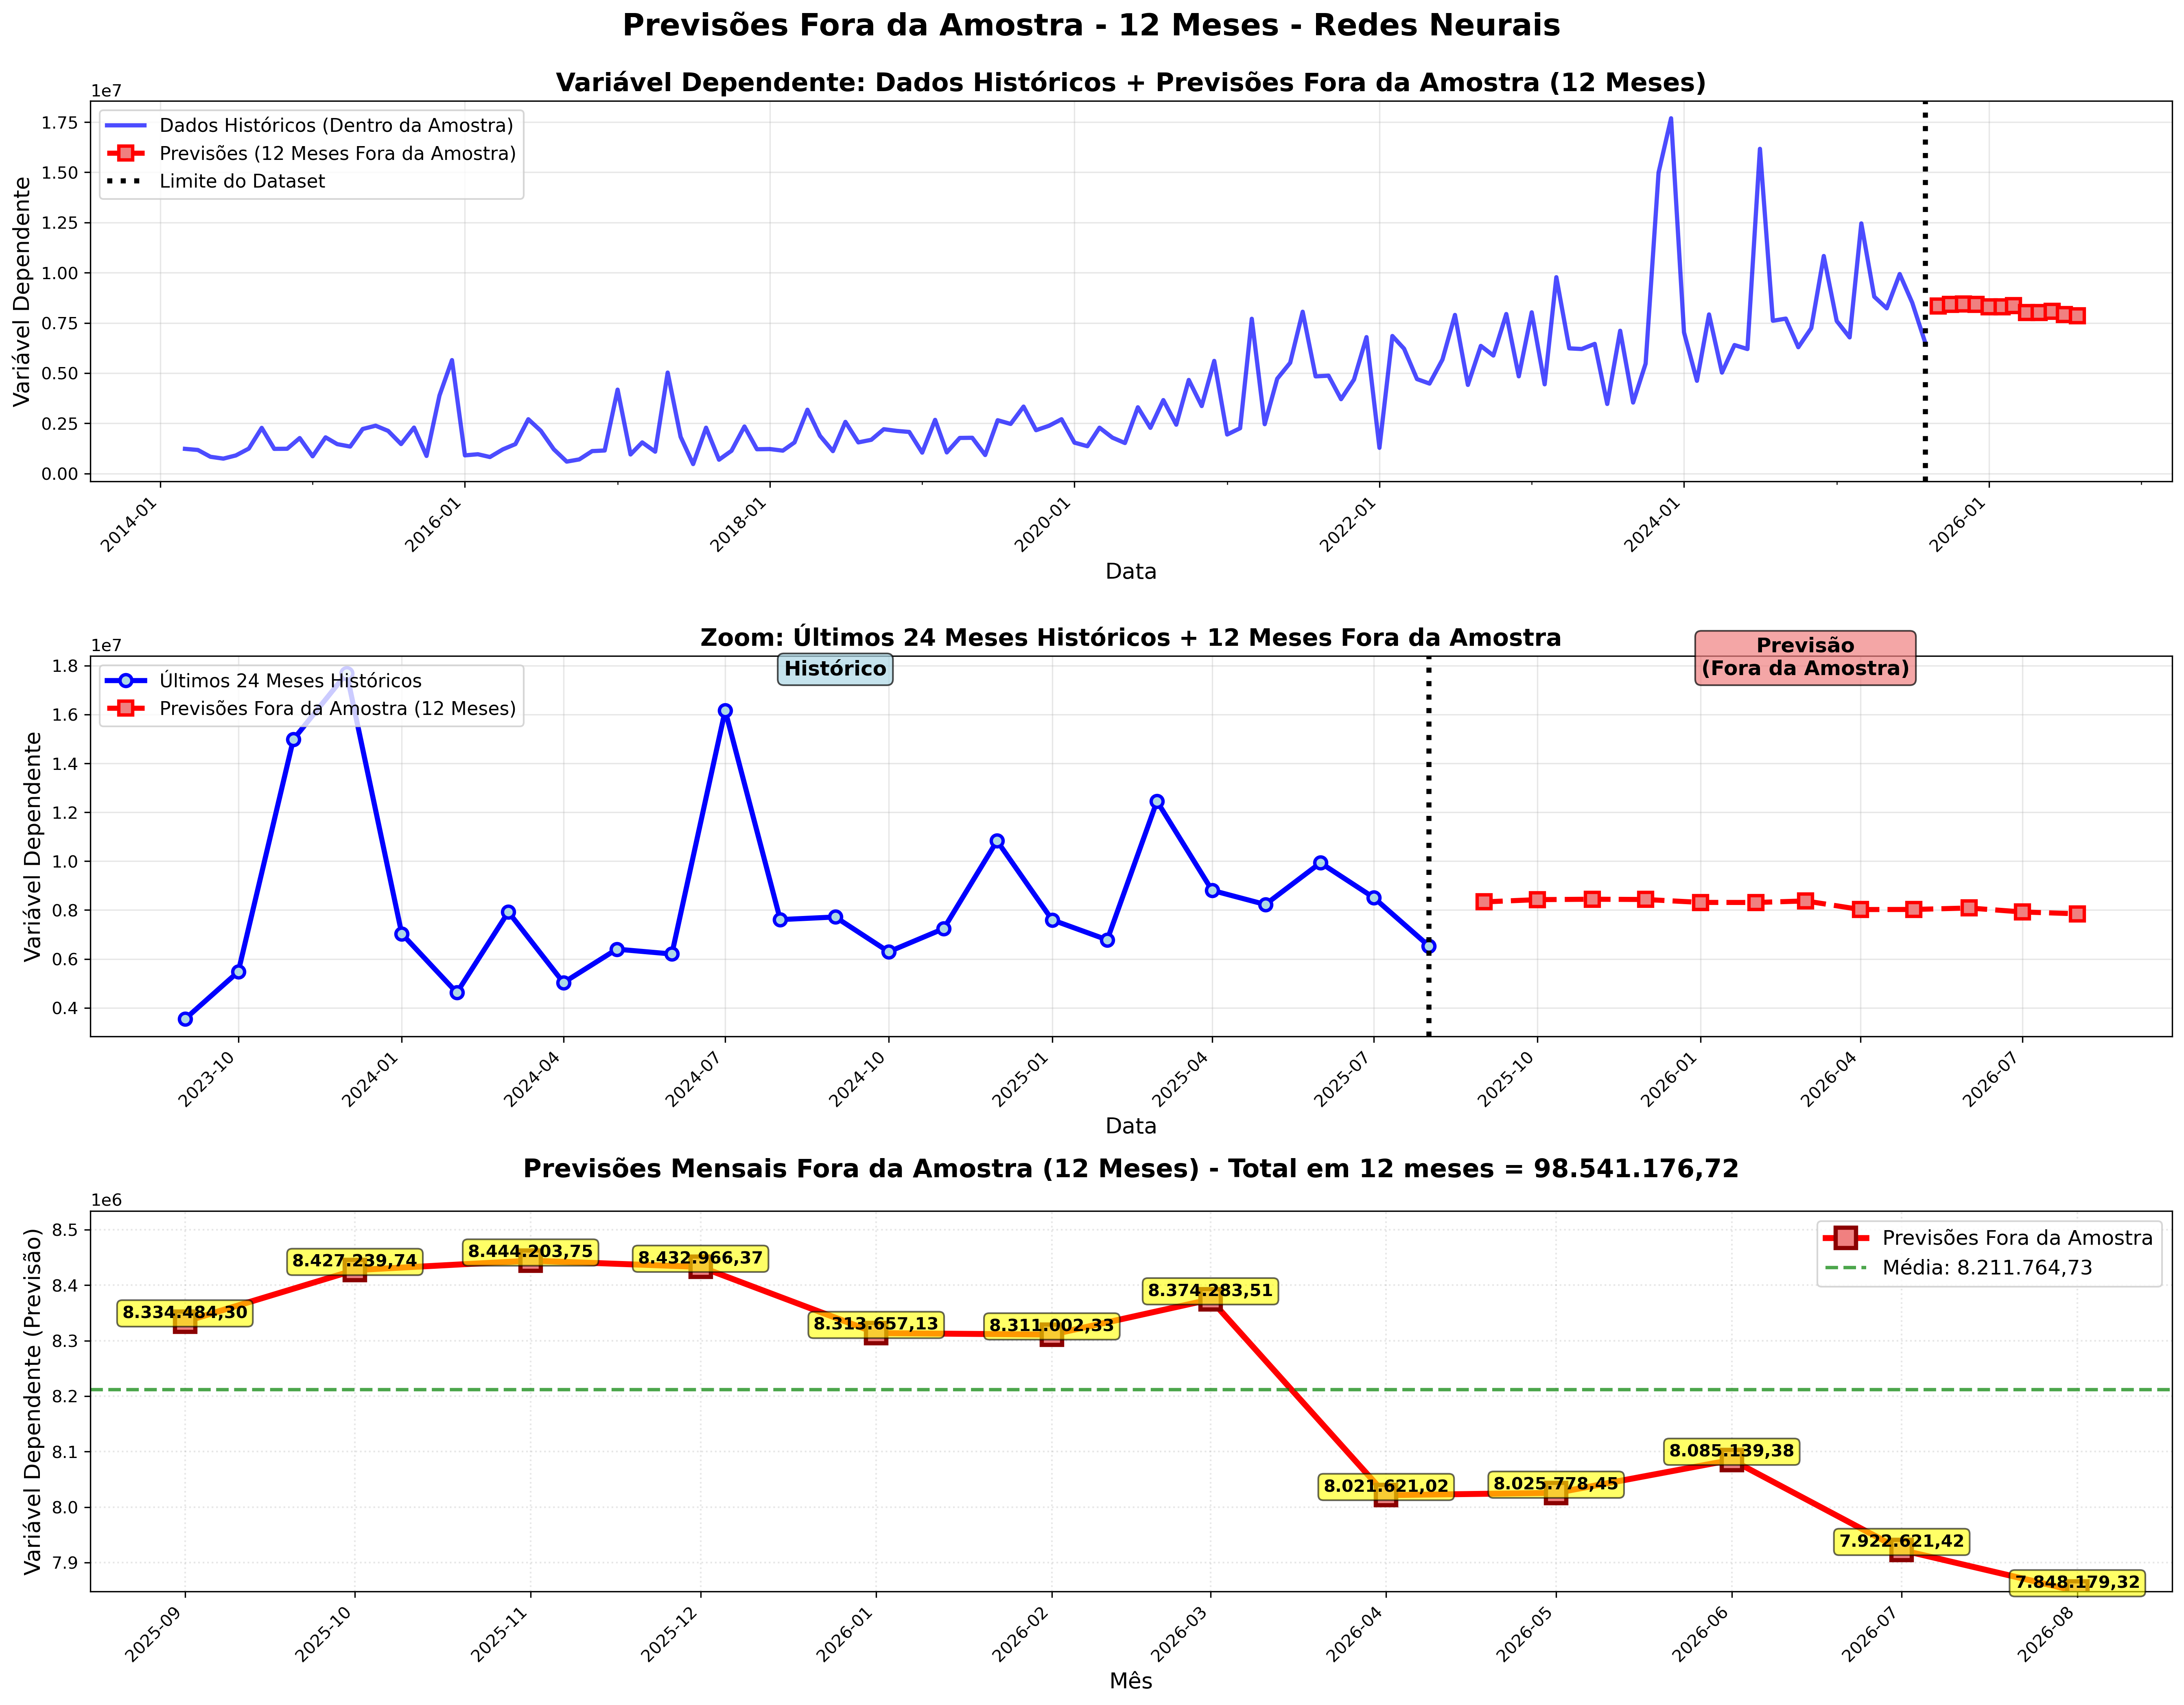 Previsões Fora da Amostra - 12 Meses - Redes Neurais
Variável Dependente: Dados Históricos + Previsões Fora da Amostra (12 Meses)
1e7
Dados Históricos (Dentro da Amostra)
Previsões (12 Meses Fora da Amostra)
Limite do Dataset
Variável Dependente
1.75
1.50
1.25
1.00
0.75
0.50
0.25
0.00
2014-01
2016-01
2018-01
2020-01
2022-01
2024-01
2026-01
Data
Zoom: Últimos 24 Meses Históricos + 12 Meses Fora da Amostra
1e7
Últimos 24 Meses Históricos
Previsões Fora da Amostra (12 Meses)
Histórico
Previsão
(Fora da Amostra)
Variável Dependente
1.8
1.6
1.4
1.2
1.0
0.8
0.6
0.4
2023-10
2024-01
2024-04
2024-07
2024-10
2025-01
2025-04
2025-07
2025-10
2026-01
2026-04
2026-07
Data
Previsões Mensais Fora da Amostra (12 Meses) - Total em 12 meses = 98.541.176,72
1e6
Previsões Fora da Amostra
Média: 8.211.764,73
Variável Dependente (Previsão)
8.5
8.4
8.3
8.2
8.1
8.0
7.9
8.334.484,30
8.427.239,74
8.444.203,75
8.432.966,37
8.313.657,13
8.311.002,33
8.374.283,51
8.021.621,02
8.025.778,45
8.085.139,38
7.922.621,42
7.848.179,32
2025-09
2025-10
2025-11
2025-12
2026-01
2026-02
2026-03
2026-04
2026-05
2026-06
2026-07
2026-08
Mês